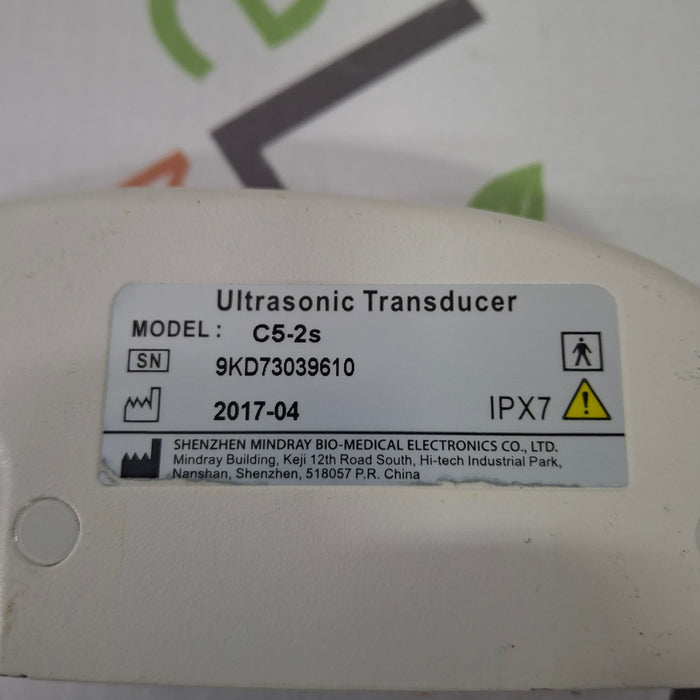 Ultrasonic Transducer
MODEL: C5-2s
SN 9KD73039610
2017-04 IPX7
SHENZHEN MINDRAY BIO-MEDICAL ELECTRONICS CO., LTD.
Mindray Building, Keji 12th Road South, Hi-tech Industrial Park,
Nanshan, Shenzhen, 518057 P.R. China